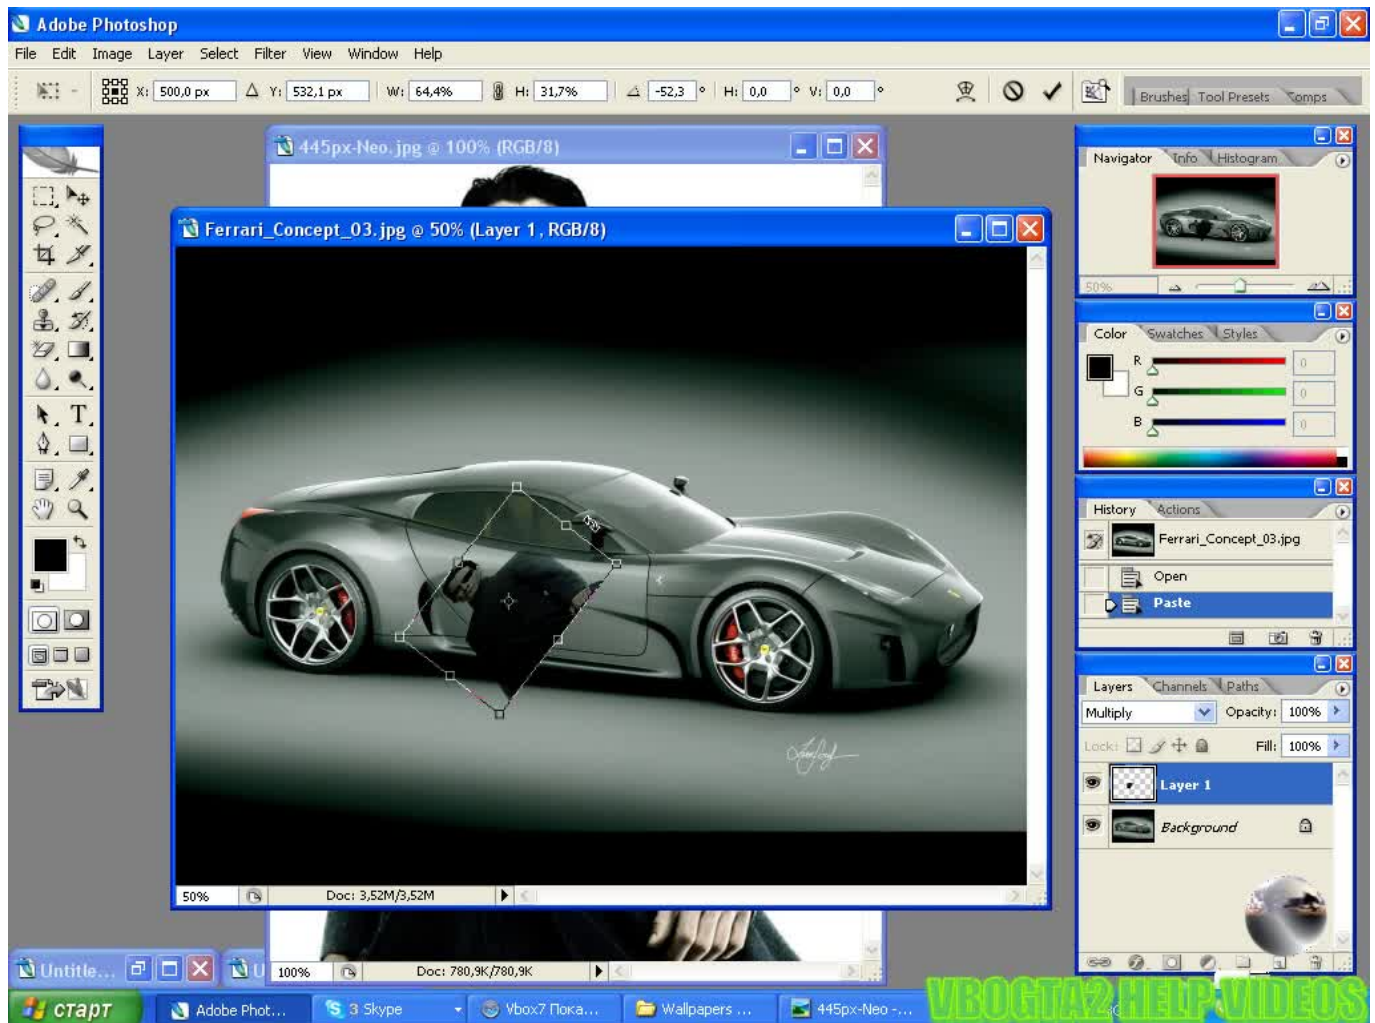 Adobe Photoshop
File Edit Image Layer Select Filter View Window Help
X: 500,0 px Y: 532,1 px W: 64,4% H: 31,7% -52,3 ° H: 0,0 ° V: 0,0 °
Brushes Tool Presets Comps
445px-Neo.jpg @ 100% (RGB/8)
Ferrari_Concept_03.jpg @ 50% (Layer 1, RGB/8)
Navigator Info Histogram
50%
Color Swatches Styles
R 0
G 0
B 0
History Actions
Ferrari_Concept_03.jpg
Open
Paste
Layers Channels Paths
Multiply Opacity: 100%
Lock: Fill: 100%
Layer 1
Background
50% Doc: 3,52M/3,52M
Untitle... U
100% Doc: 780,9K/780,9K
старт Adobe Phot... 3 Skype Vbox7 Пока... Wallpapers ... 445px-Neo -...
VBOGTA2 HELP VIDEOS